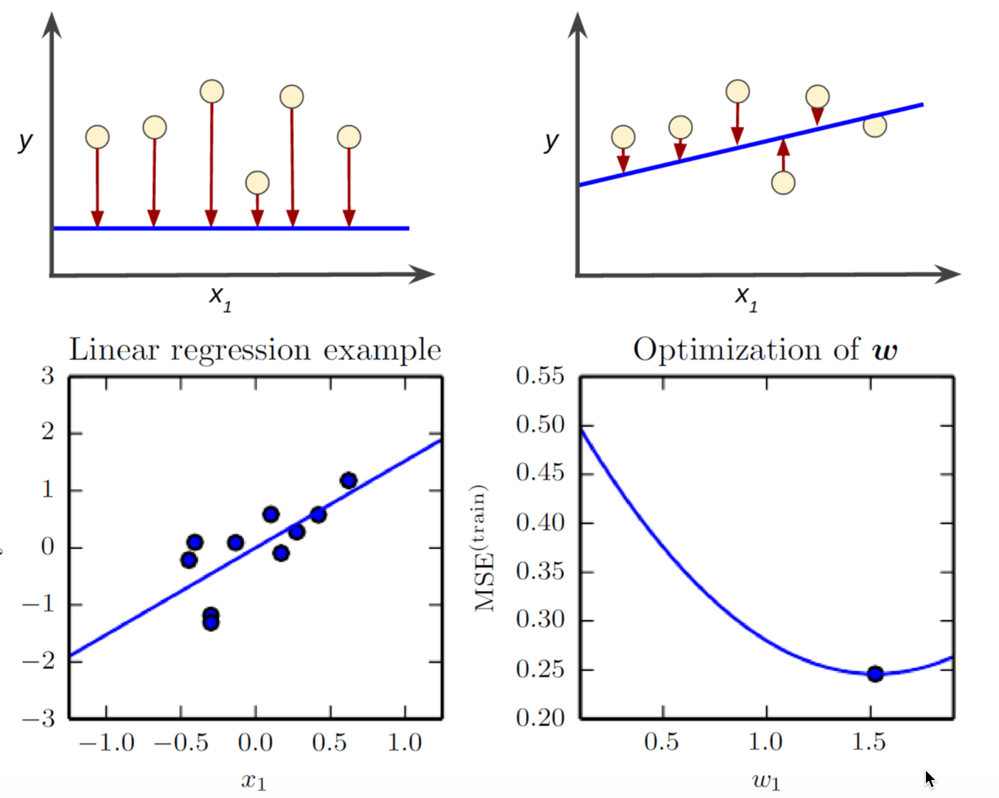 y
y
x₁
x₁
Linear regression example
3
2
1
0
−1
−2
−3
−1.0 −0.5 0.0 0.5 1.0
x₁
Optimization of w
0.55
0.50
0.45
0.40
0.35
0.30
0.25
0.20
MSE(train)
0.5 1.0 1.5
w₁